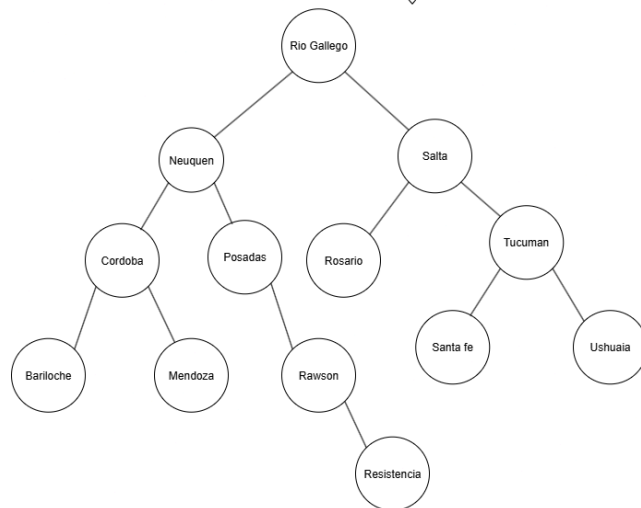 Rio Gallego
Neuquen
Salta
Cordoba
Posadas
Rosario
Tucuman
Bariloche
Mendoza
Rawson
Santa fe
Ushuaia
Resistencia